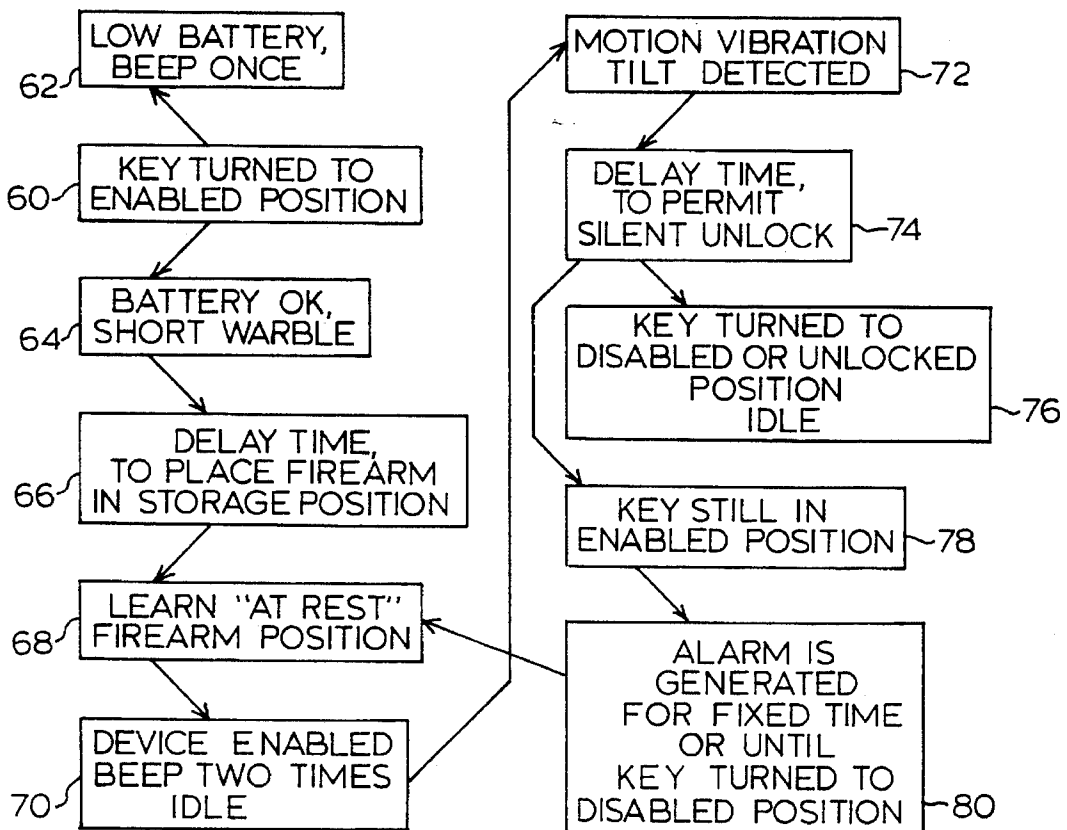 LOW BATTERY,
BEEP ONCE
62
KEY TURNED TO
ENABLED POSITION
60
BATTERY OK,
SHORT WARBLE
64
DELAY TIME,
TO PLACE FIREARM
IN STORAGE POSITION
66
LEARN "AT REST"
FIREARM POSITION
68
DEVICE ENABLED
BEEP TWO TIMES
IDLE
70
MOTION VIBRATION
TILT DETECTED
72
DELAY TIME,
TO PERMIT
SILENT UNLOCK
74
KEY TURNED TO
DISABLED OR UNLOCKED
POSITION
IDLE
76
KEY STILL IN
ENABLED POSITION
78
ALARM IS
GENERATED
FOR FIXED TIME
OR UNTIL
KEY TURNED TO
DISABLED POSITION
80